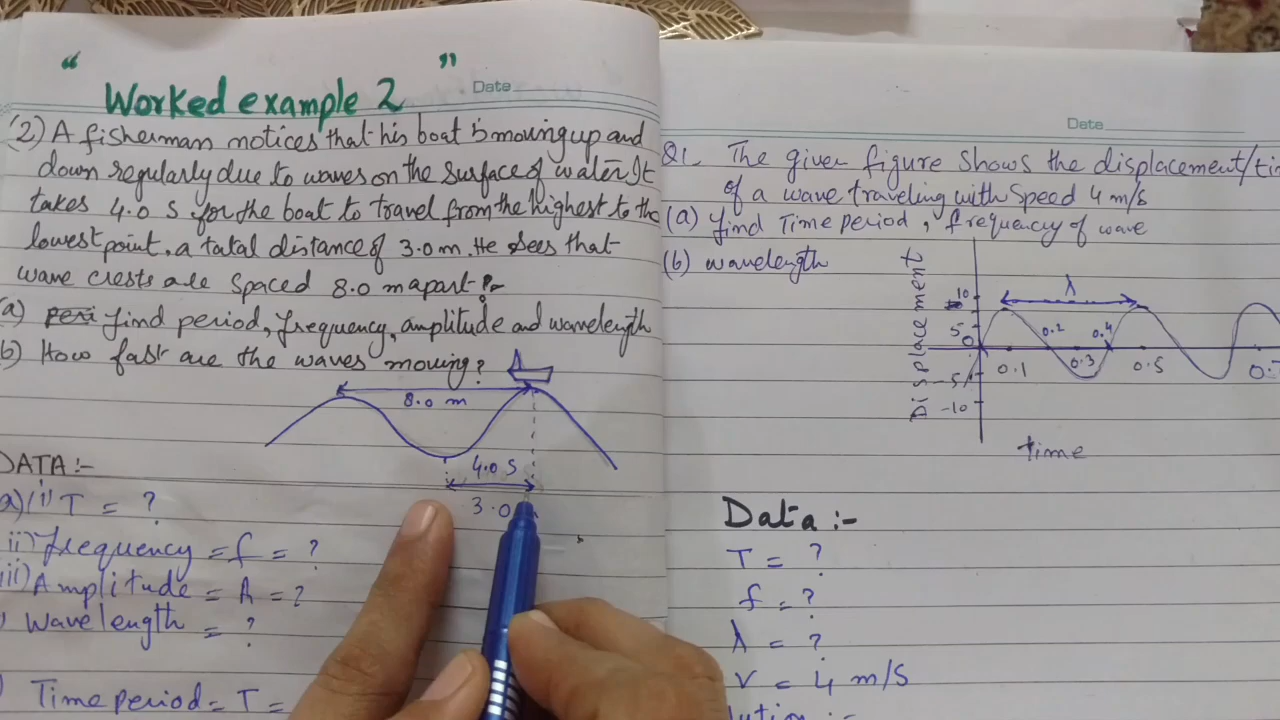 “ Worked example 2 ”
Date
(2) A fisherman notices that his boat is moving up and
down regularly due to waves on the surface of water. It
takes 4.0 s for the boat to travel from the highest to the
lowest point, a total distance of 3.0 m. He sees that
wave crests are spaced 8.0 m apart?
(a) find period, frequency, amplitude and wavelength
b) How fast are the waves moving?
8.0 m
4.0 s
3.0
DATA:-
a) (i) T = ?
ii) frequency = f = ?
iii) Amplitude = A = ?
) wavelength = ?
) Time period = T =
Date
Q1- The given figure shows the displacement/ti
of a wave traveling with speed 4 m/s
(a) find Time period, frequency of wave
(b) wavelength
Displacement
λ
10
5
0
-5
-10
0.1
0.2
0.3
0.4
0.5
0.
time
Data :-
T = ?
f = ?
λ = ?
v = 4 m/s